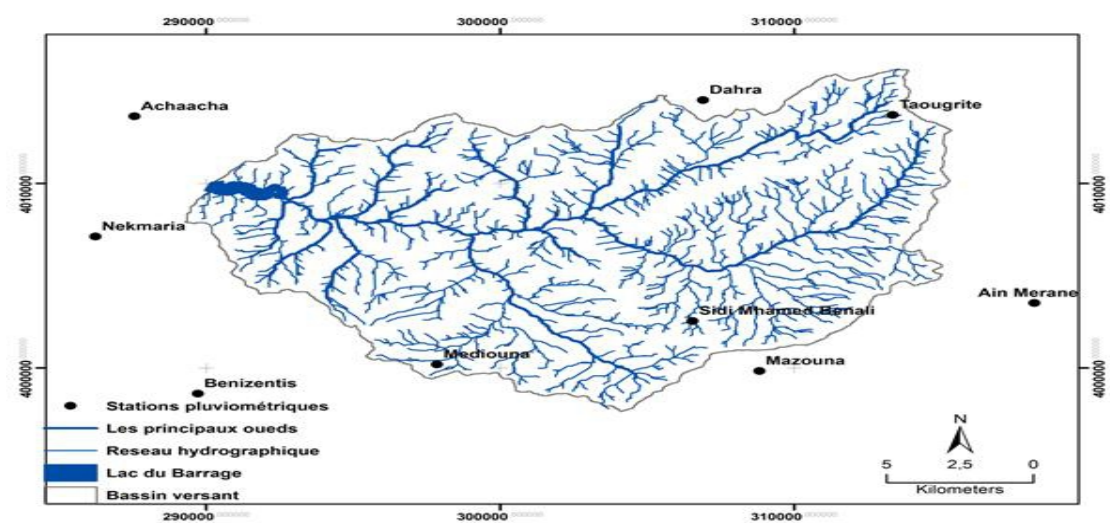 290000 300000 310000
Achaacha
Dahra
Taougrite
4010000 4010000
Nekmaria
Ain Merane
Sidi Mhamed Benali
Mediouna
Mazouna
4000000 4000000
Benizentis
Stations pluviométriques
Les principaux oueds
Reseau hydrographique
Lac du Barrage
Bassin versant
N
5 2,5 0
Kilometers
290000 300000 310000